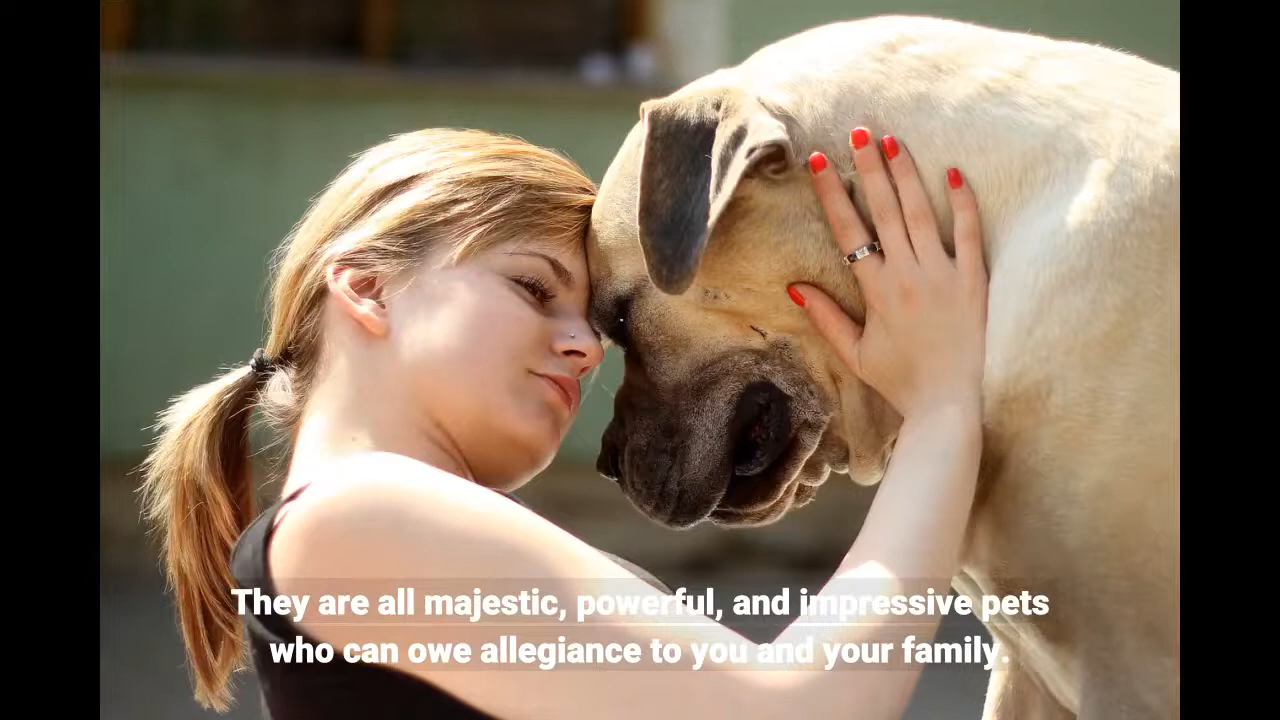 They are all majestic, powerful, and impressive pets
who can owe allegiance to you and your family.